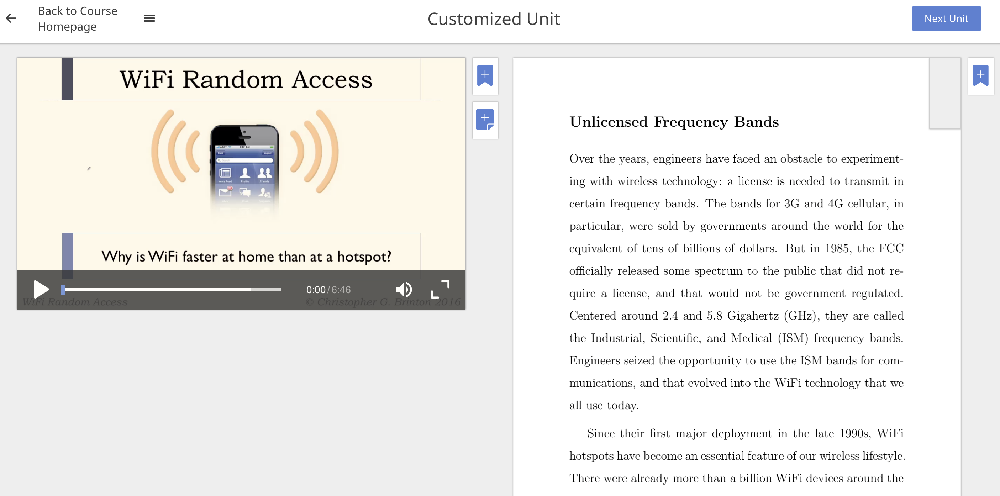 Back to Course
Homepage
Customized Unit
Next Unit
WiFi Random Access
AT&T
9:42 AM
Back
Logout
Search
News Feed
Profile
Friends
Why is WiFi faster at home than at a hotspot?
0:00 / 6:46
WiFi Random Access
© Christopher G. Brinton 2016
Unlicensed Frequency Bands
Over the years, engineers have faced an obstacle to experiment-
ing with wireless technology: a license is needed to transmit in
certain frequency bands. The bands for 3G and 4G cellular, in
particular, were sold by governments around the world for the
equivalent of tens of billions of dollars. But in 1985, the FCC
officially released some spectrum to the public that did not re-
quire a license, and that would not be government regulated.
Centered around 2.4 and 5.8 Gigahertz (GHz), they are called
the Industrial, Scientific, and Medical (ISM) frequency bands.
Engineers seized the opportunity to use the ISM bands for com-
munications, and that evolved into the WiFi technology that we
all use today.
Since their first major deployment in the late 1990s, WiFi
hotspots have become an essential feature of our wireless lifestyle.
There were already more than a billion WiFi devices around the